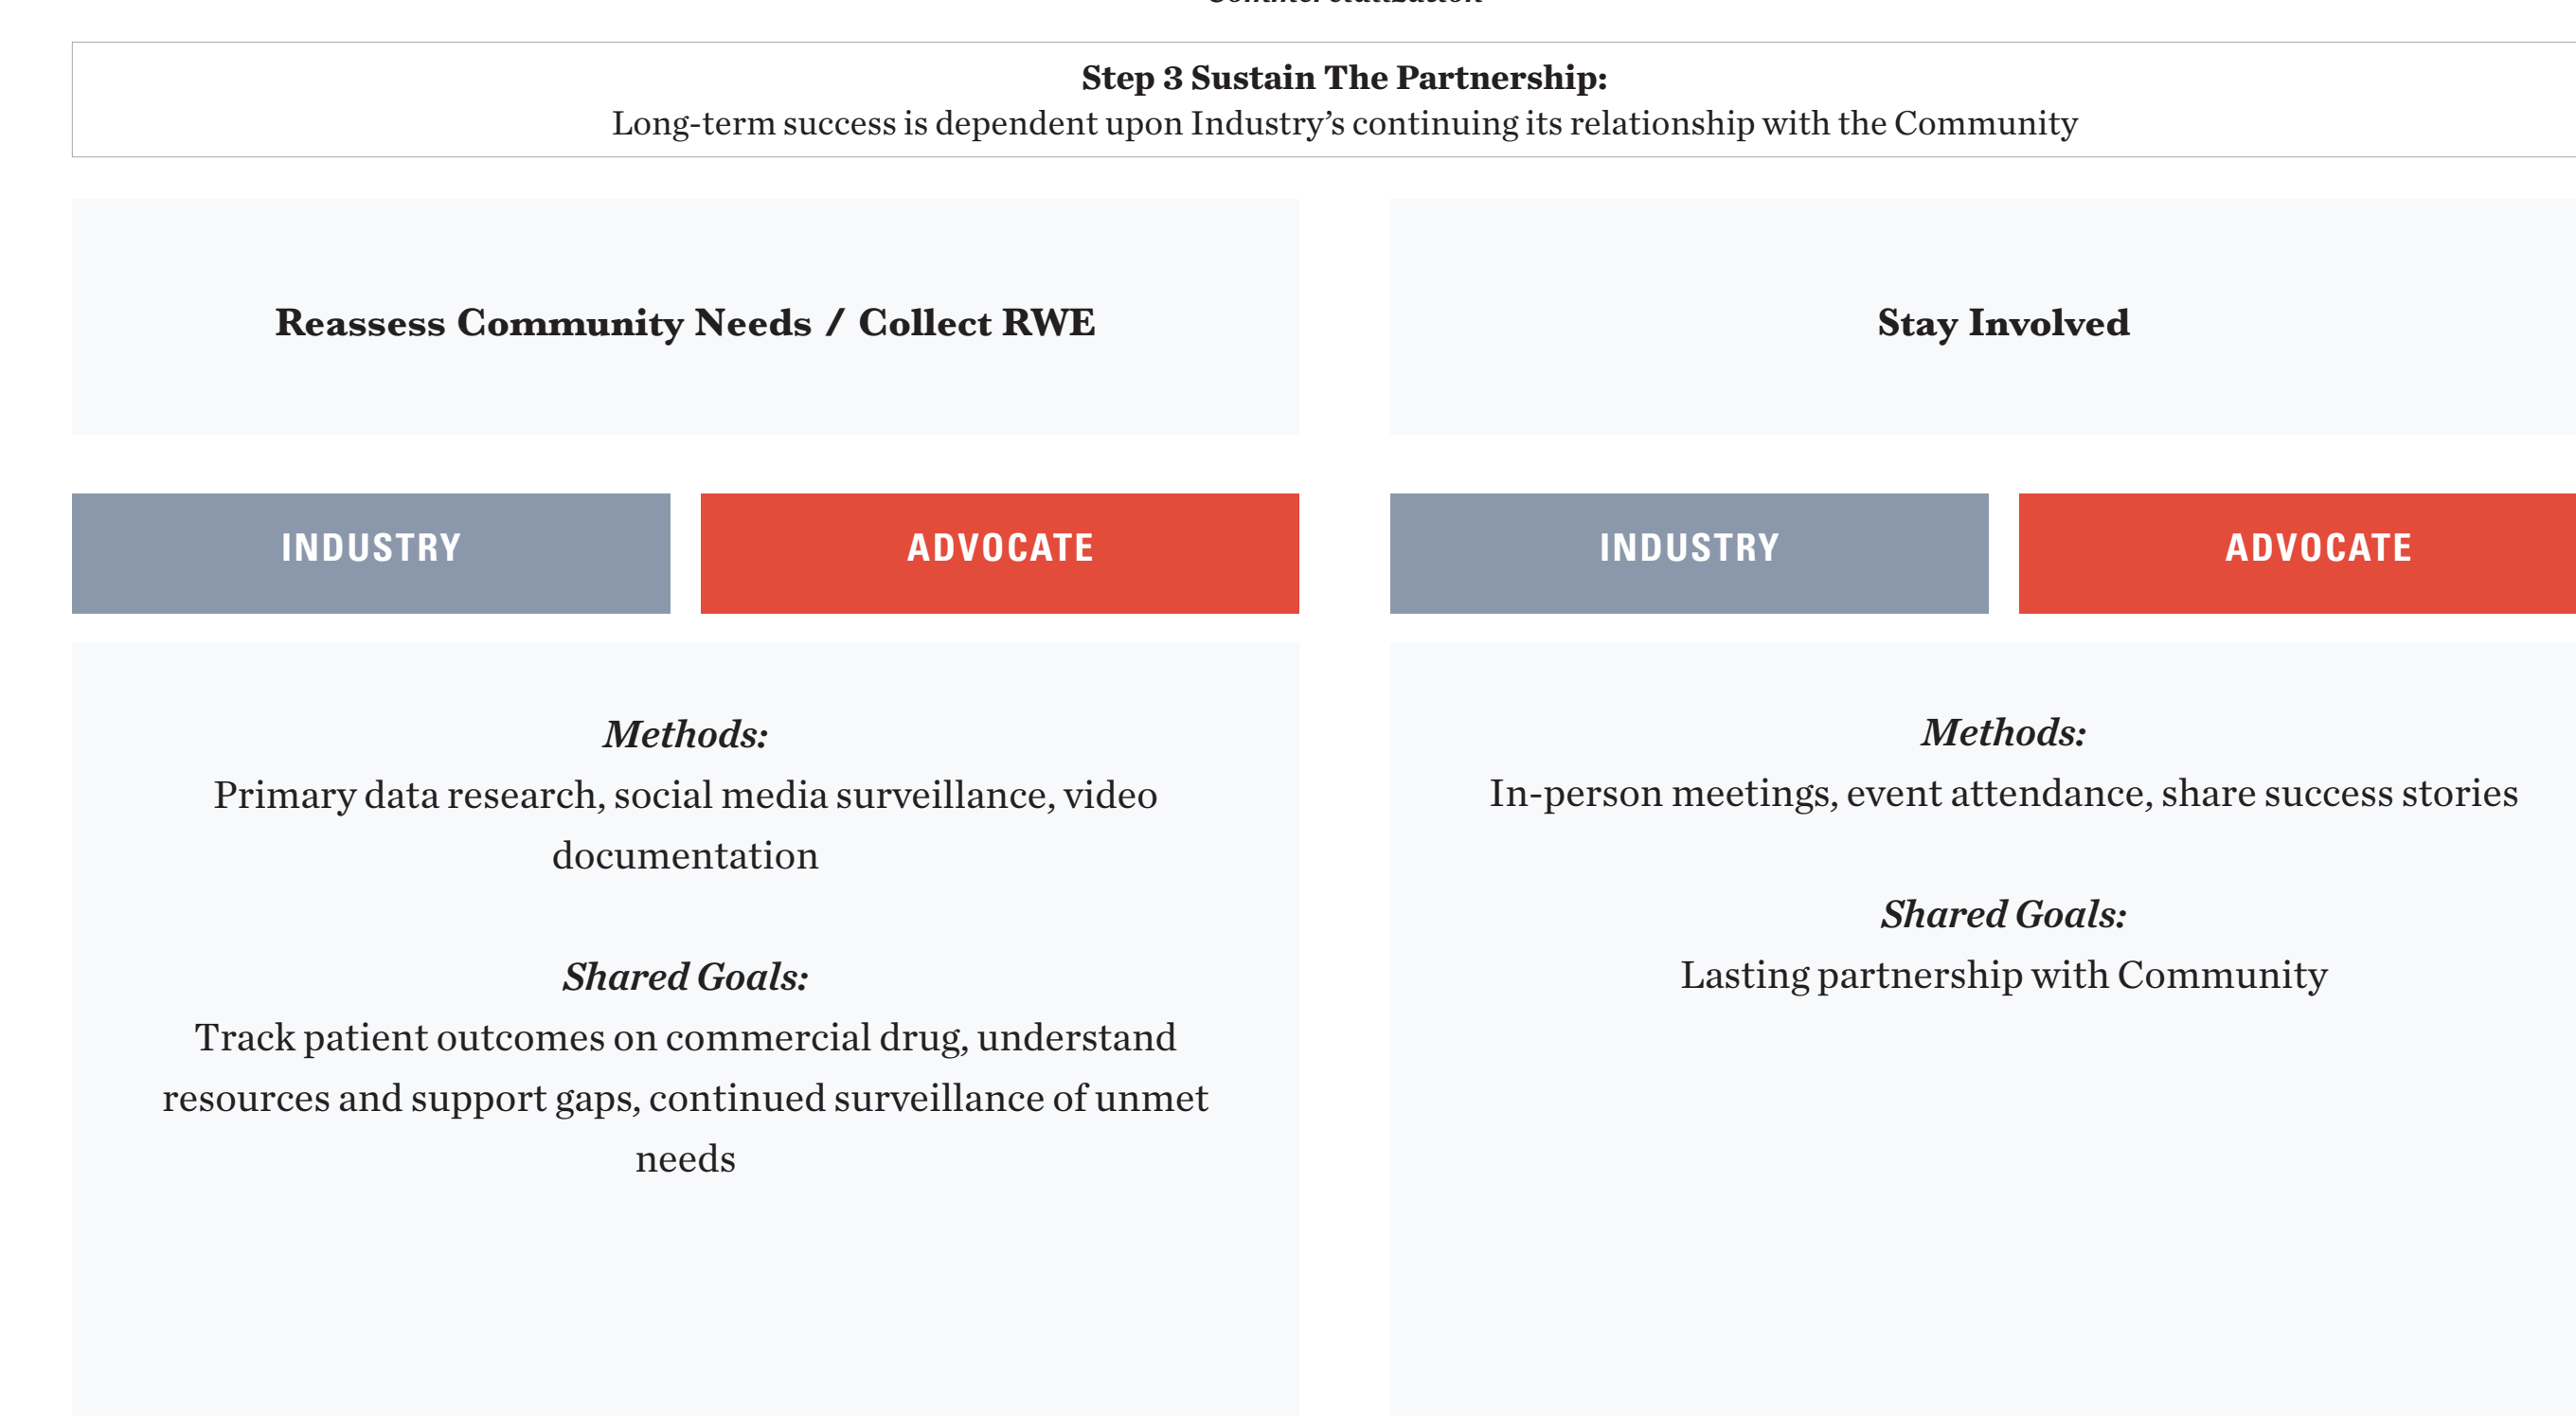 Commercialization
Step 3 Sustain The Partnership:
Long-term success is dependent upon Industry’s continuing its relationship with the Community
Reassess Community Needs / Collect RWE
Stay Involved
INDUSTRY
ADVOCATE
INDUSTRY
ADVOCATE
Methods:
Primary data research, social media surveillance, video
documentation
Shared Goals:
Track patient outcomes on commercial drug, understand
resources and support gaps, continued surveillance of unmet
needs
Methods:
In-person meetings, event attendance, share success stories
Shared Goals:
Lasting partnership with Community